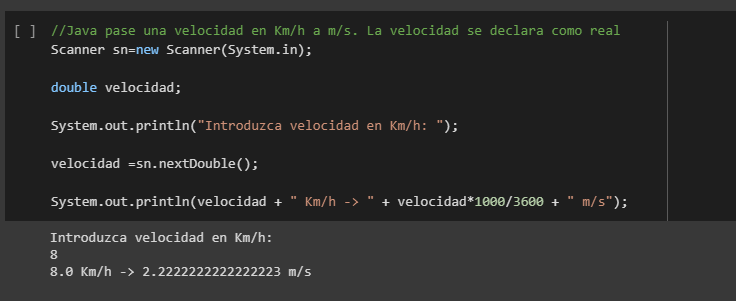 [ ] //Java pase una velocidad en Km/h a m/s. La velocidad se declara como real
Scanner sn=new Scanner(System.in);
double velocidad;
System.out.println("Introduzca velocidad en Km/h: ");
velocidad =sn.nextDouble();
System.out.println(velocidad + " Km/h -> " + velocidad*1000/3600 + " m/s");
Introduzca velocidad en Km/h:
8
8.0 Km/h -> 2.2222222222222223 m/s